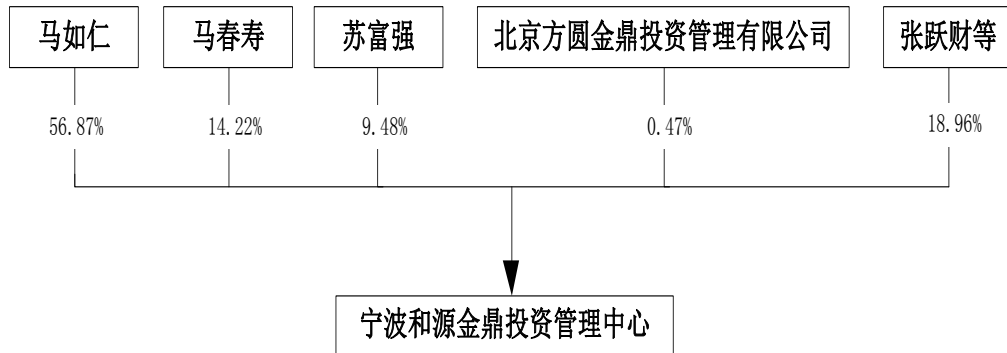 马如仁
马春寿
苏富强
北京方圆金鼎投资管理有限公司
张跃财等
56.87%
14.22%
9.48%
0.47%
18.96%
宁波和源金鼎投资管理中心